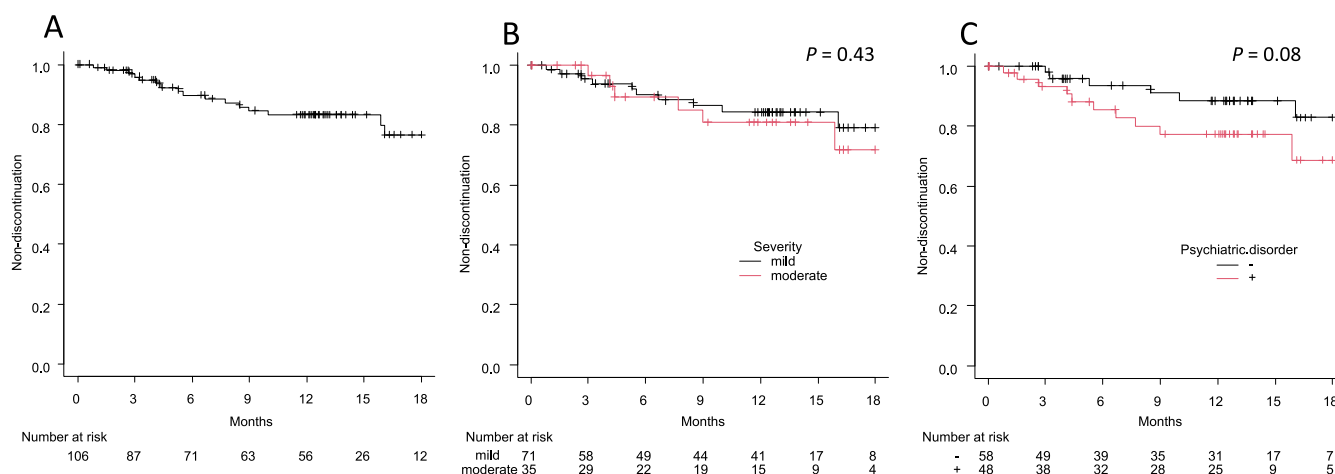 A
Non-discontinuation
1.0
0.8
0.6
0.4
0.2
0.0
0 3 6 9 12 15 18
Months
Number at risk
106 87 71 63 56 26 12
B
P = 0.43
Non-discontinuation
1.0
0.8
0.6
0.4
0.2
0.0
Severity
mild
moderate
0 3 6 9 12 15 18
Months
Number at risk
mild 71 58 49 44 41 17 8
moderate 35 29 22 19 15 9 4
C
P = 0.08
Non-discontinuation
1.0
0.8
0.6
0.4
0.2
0.0
Psychiatric.disorder
-
+
0 3 6 9 12 15 18
Months
Number at risk
- 58 49 39 35 31 17 7
+ 48 38 32 28 25 9 5